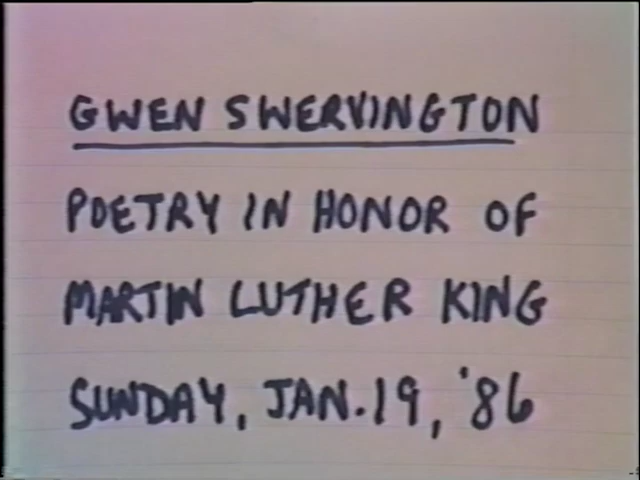 GWEN SWERVINGTON
POETRY IN HONOR OF
MARTIN LUTHER KING
SUNDAY, JAN. 19, '86